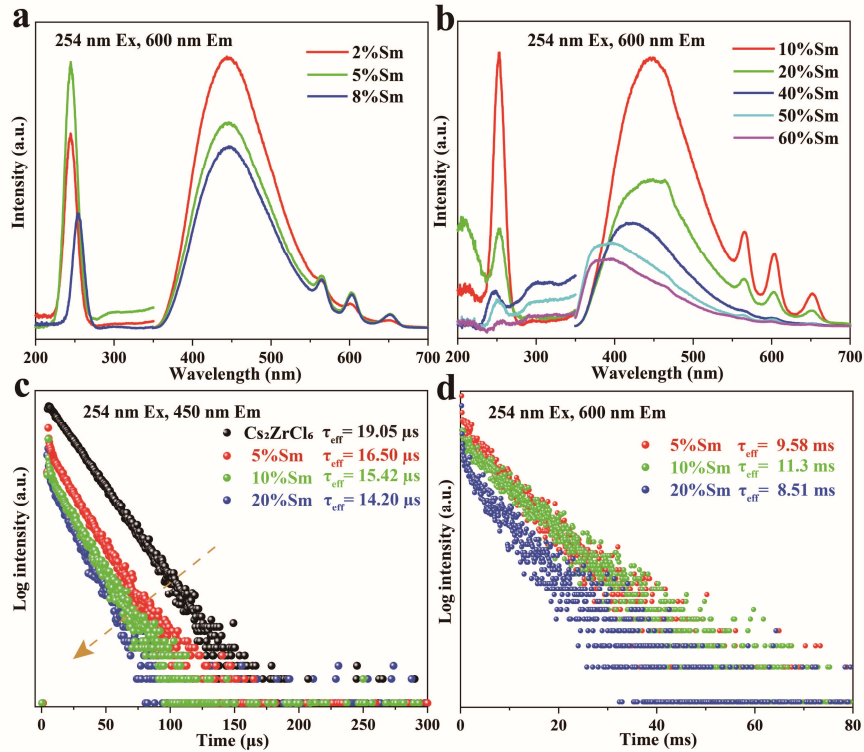 a
254 nm Ex, 600 nm Em
2%Sm
5%Sm
8%Sm
Intensity (a.u.)
200 300 400 500 600 700
Wavelength (nm)
b
254 nm Ex, 600 nm Em
10%Sm
20%Sm
40%Sm
50%Sm
60%Sm
Intensity (a.u.)
200 300 400 500 600 700
Wavelength (nm)
c
254 nm Ex, 450 nm Em
Cs₂ZrCl₆ τeff= 19.05 μs
5%Sm τeff= 16.50 μs
10%Sm τeff= 15.42 μs
20%Sm τeff= 14.20 μs
Log intensity (a.u.)
0 50 100 150 200 250 300
Time (μs)
d
254 nm Ex, 600 nm Em
5%Sm τeff= 9.58 ms
10%Sm τeff= 11.3 ms
20%Sm τeff= 8.51 ms
Log intensity (a.u.)
0 20 40 60 80
Time (ms)